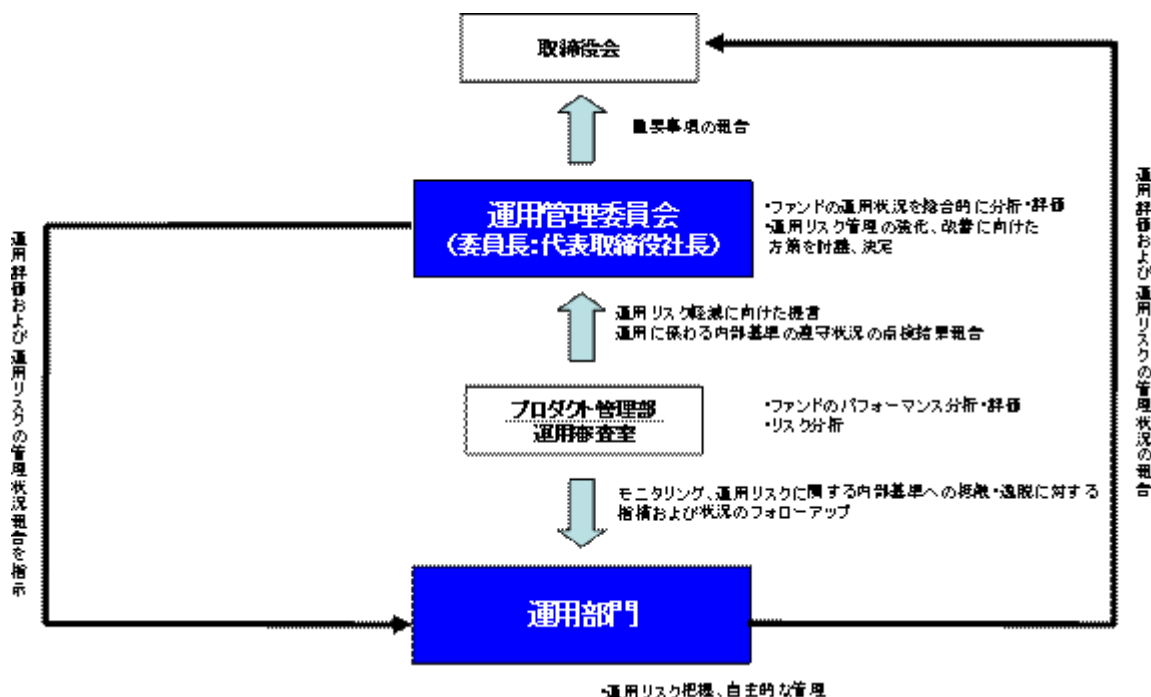 取締役会
重要事項の報告
運用管理委員会
(委員長:代表取締役社長)
・ファンドの運用状況を総合的に分析・評価
・運用リスク管理の強化、改善に向けた
方策を討議、決定
運用リスク軽減に向けた提言
運用に係わる内部基準の遵守状況の点検結果報告
プロダクト管理部
運用審査室
・ファンドのパフォーマンス分析・評価
・リスク分析
モニタリング、運用リスクに関する内部基準への抵触・逸脱に対する
指摘および状況のフォローアップ
運用部門
・運用リスク把握、自主的な管理
運用評価および運用リスクの管理状況報告を指示
運用評価および運用リスクの管理状況の報告